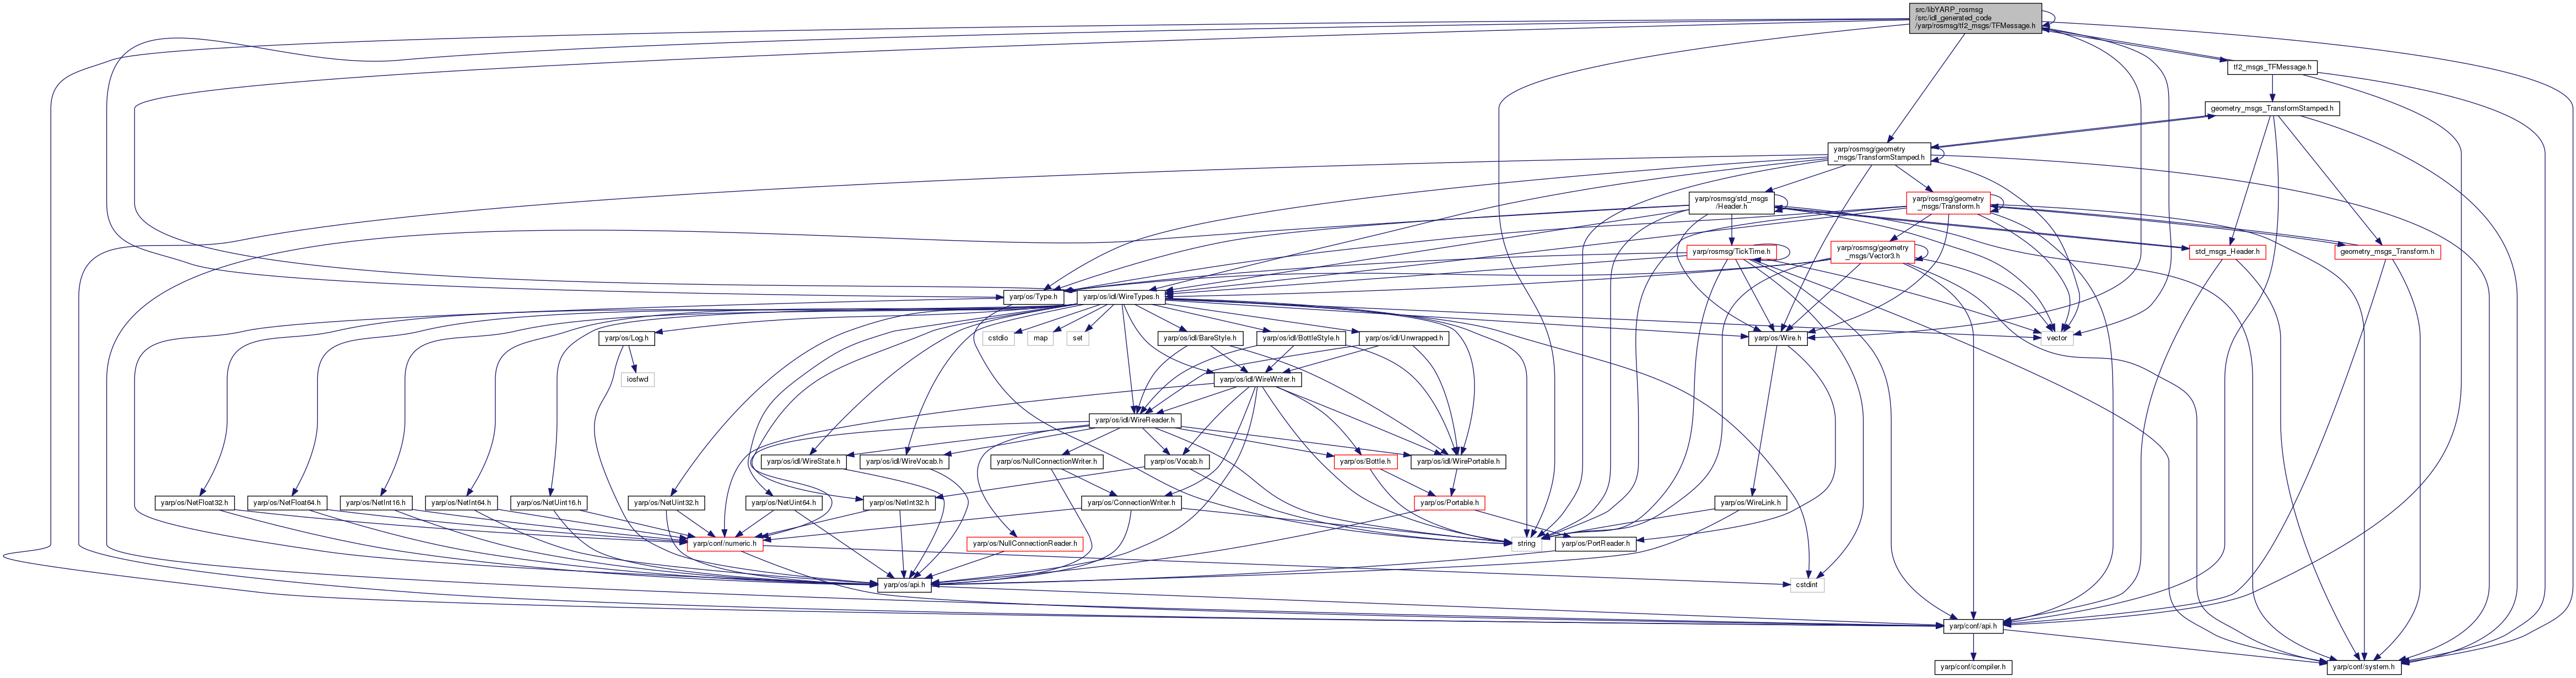 src/libYARP_rosmsg
/src/idl_generated_code
/yarp/rosmsg/tf2_msgs/TFMessage.h
tf2_msgs_TFMessage.h
geometry_msgs_TransformStamped.h
yarp/rosmsg/geometry
_msgs/TransformStamped.h
yarp/rosmsg/std_msgs
/Header.h
yarp/rosmsg/geometry
_msgs/Transform.h
yarp/rosmsg/TickTime.h
yarp/rosmsg/geometry
_msgs/Vector3.h
std_msgs_Header.h
geometry_msgs_Transform.h
yarp/os/Type.h
yarp/os/idl/WireTypes.h
yarp/os/Log.h
cstdio
map
set
yarp/os/idl/BareStyle.h
yarp/os/idl/BottleStyle.h
yarp/os/idl/Unwrapped.h
yarp/os/Wire.h
vector
iosfwd
yarp/os/idl/WireWriter.h
yarp/os/idl/WireReader.h
yarp/os/idl/WireState.h
yarp/os/idl/WireVocab.h
yarp/os/NullConnectionWriter.h
yarp/os/Vocab.h
yarp/os/Bottle.h
yarp/os/idl/WirePortable.h
yarp/os/NetFloat32.h
yarp/os/NetFloat64.h
yarp/os/NetInt16.h
yarp/os/NetInt64.h
yarp/os/NetUint16.h
yarp/os/NetUint32.h
yarp/os/NetUint64.h
yarp/os/NetInt32.h
yarp/os/ConnectionWriter.h
yarp/os/Portable.h
yarp/os/WireLink.h
yarp/conf/numeric.h
yarp/os/NullConnectionReader.h
string
yarp/os/PortReader.h
yarp/os/api.h
cstdint
yarp/conf/api.h
yarp/conf/compiler.h
yarp/conf/system.h